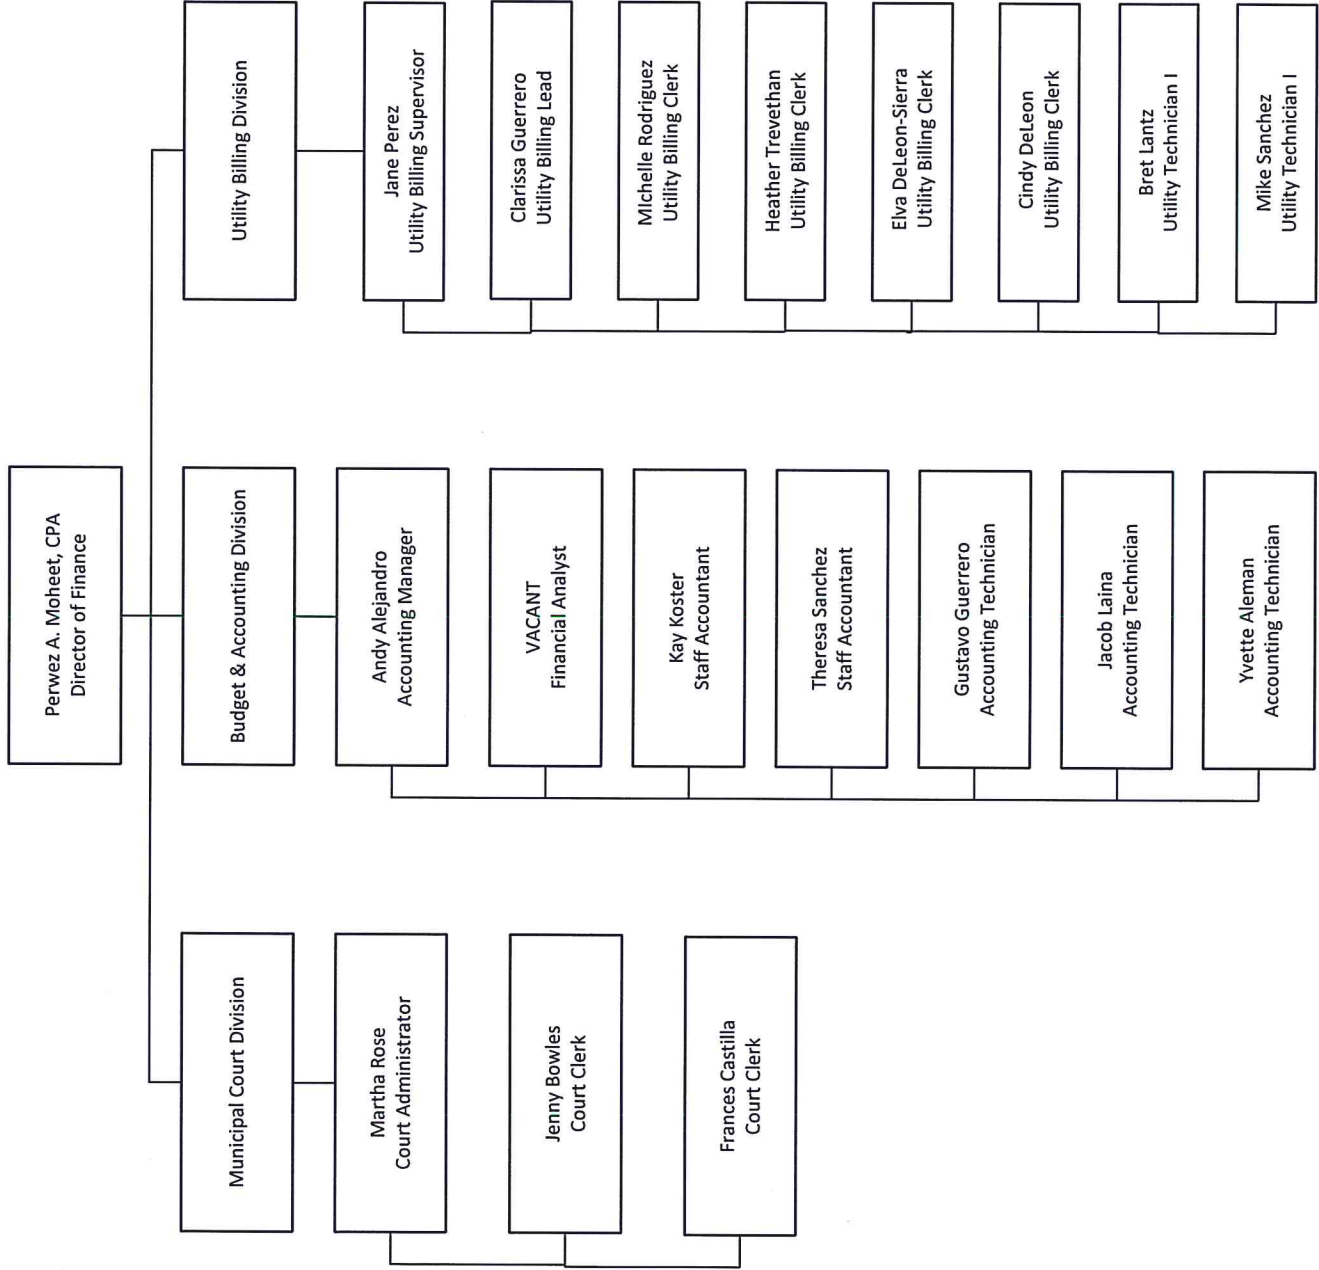 Perwez A. Moheet, CPA
Director of Finance
Municipal Court Division
Martha Rose
Court Administrator
Jenny Bowles
Court Clerk
Frances Castilla
Court Clerk
Budget & Accounting Division
Andy Alejandro
Accounting Manager
VACANT
Financial Analyst
Kay Koster
Staff Accountant
Theresa Sanchez
Staff Accountant
Gustavo Guerrero
Accounting Technician
Jacob Laina
Accounting Technician
Yvette Aleman
Accounting Technician
Utility Billing Division
Jane Perez
Utility Billing Supervisor
Clarissa Guerrero
Utility Billing Lead
MIchelle Rodriguez
Utility Billing Clerk
Heather Trevethan
Utility Billing Clerk
Elva DeLeon-Sierra
Utility Billing Clerk
Cindy DeLeon
Utility Billing Clerk
Bret Lantz
Utility Technician I
Mike Sanchez
Utility Technician I